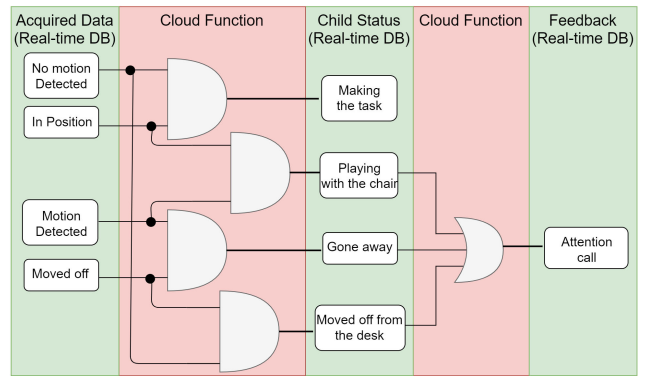 Acquired Data
(Real-time DB)
Cloud Function
Child Status
(Real-time DB)
Cloud Function
Feedback
(Real-time DB)
No motion
Detected
In Position
Motion
Detected
Moved off
Making
the task
Playing
with the chair
Gone away
Moved off from
the desk
Attention
call